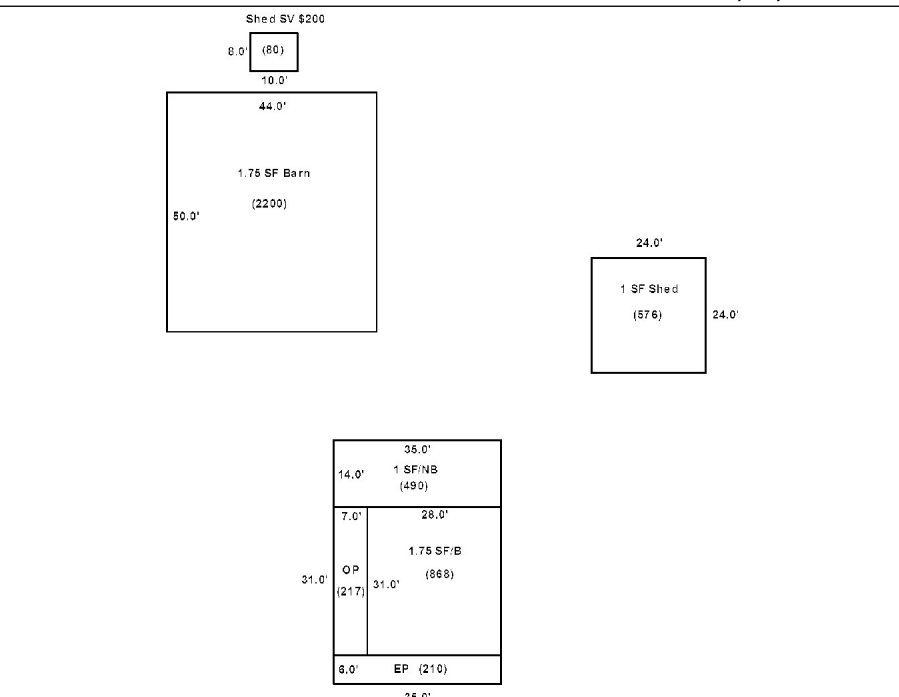 Shed SV $200
8.0'
(80)
10.0'
44.0'
1.75 SF Barn
(2200)
50.0'
24.0'
1 SF Shed
(576)
24.0'
35.0'
14.0'
1 SF/NB
(490)
7.0'
28.0'
1.75 SF/B
(868)
OP
31.0'
31.0'
(217)
6.0'
EP (210)
35.0'